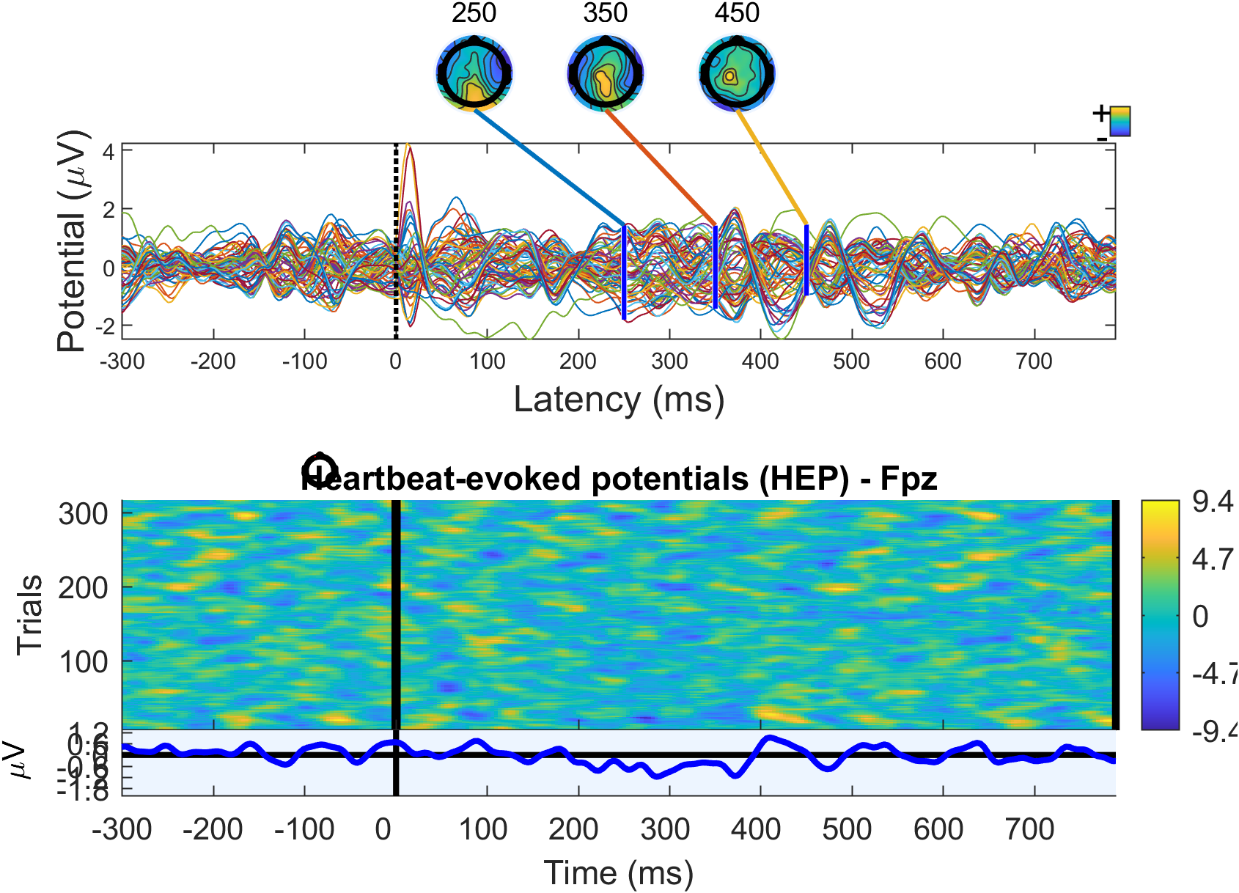 250 350 450
+
-
Potential (μV)
4
2
0
-2
-300 -200 -100 0 100 200 300 400 500 600 700
Latency (ms)
Heartbeat-evoked potentials (HEP) - Fpz
Trials
300
200
100
9.4
4.7
0
-4.7
-9.4
μV
1.2
0.6
-0.6
-1.8
-300 -200 -100 0 100 200 300 400 500 600 700
Time (ms)